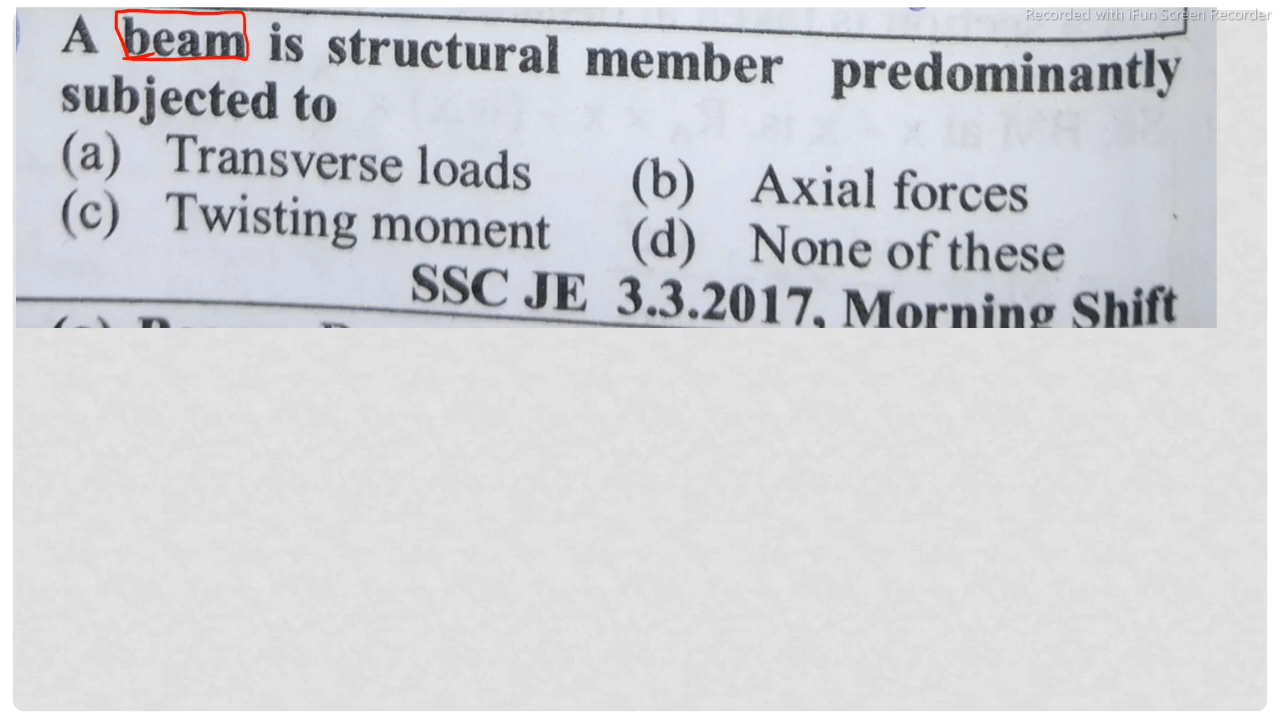 Recorded with iFun Screen Recorder
A beam is structural member predominantly
subjected to
(a) Transverse loads (b) Axial forces
(c) Twisting moment (d) None of these
SSC JE 3.3.2017, Morning Shift